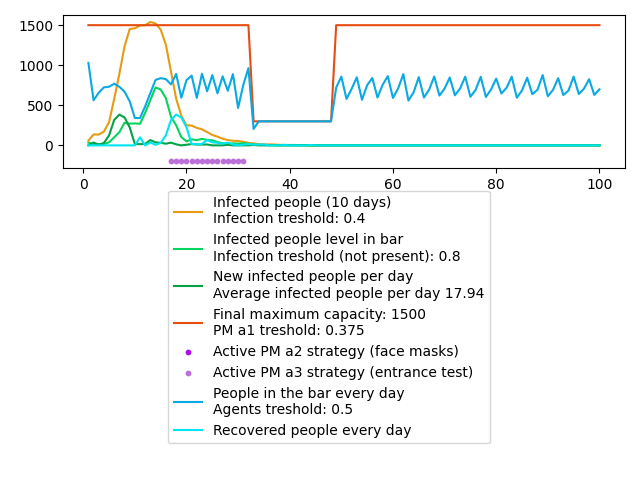 1500
1000
500
0
0 20 40 60 80 100
Infected people (10 days)
Infection treshold: 0.4
Infected people level in bar
Infection treshold (not present): 0.8
New infected people per day
Average infected people per day 17.94
Final maximum capacity: 1500
PM a1 treshold: 0.375
Active PM a2 strategy (face masks)
Active PM a3 strategy (entrance test)
People in the bar every day
Agents treshold: 0.5
Recovered people every day